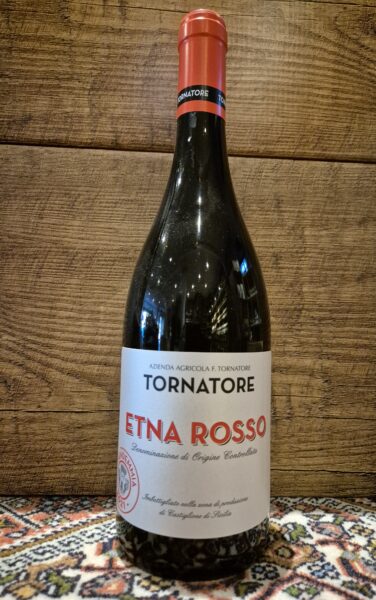 TORNATORE TORN
AZIENDA AGRICOLA F. TORNATORE
TORNATORE
ETNA ROSSO
Denominazione di Origine Controllata
Imbottigliato nella zona di produzione
di Castiglione di Sicilia